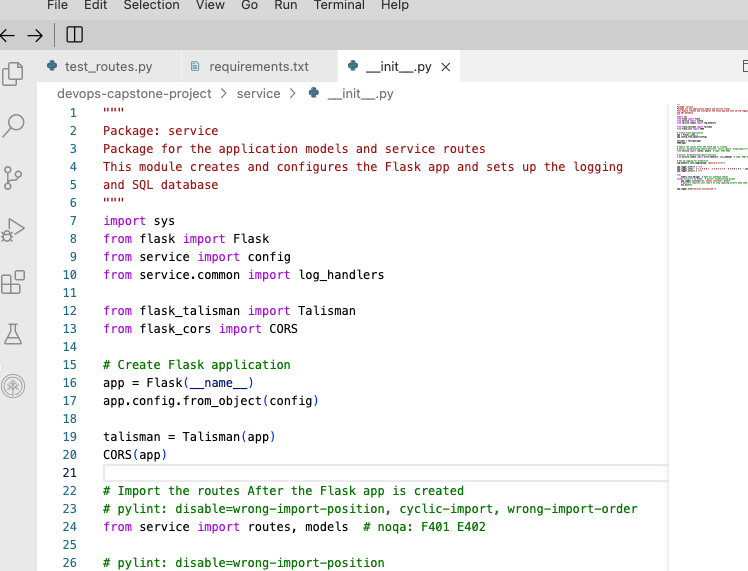 File Edit Selection View Go Run Terminal Help
test_routes.py requirements.txt __init__.py
devops-capstone-project > service > __init__.py
1 """
2 Package: service
3 Package for the application models and service routes
4 This module creates and configures the Flask app and sets up the logging
5 and SQL database
6 """
7 import sys
8 from flask import Flask
9 from service import config
10 from service.common import log_handlers
11
12 from flask_talisman import Talisman
13 from flask_cors import CORS
14
15 # Create Flask application
16 app = Flask(__name__)
17 app.config.from_object(config)
18
19 talisman = Talisman(app)
20 CORS(app)
21
22 # Import the routes After the Flask app is created
23 # pylint: disable=wrong-import-position, cyclic-import, wrong-import-order
24 from service import routes, models  # noqa: F401 E402
25
26 # pylint: disable=wrong-import-position